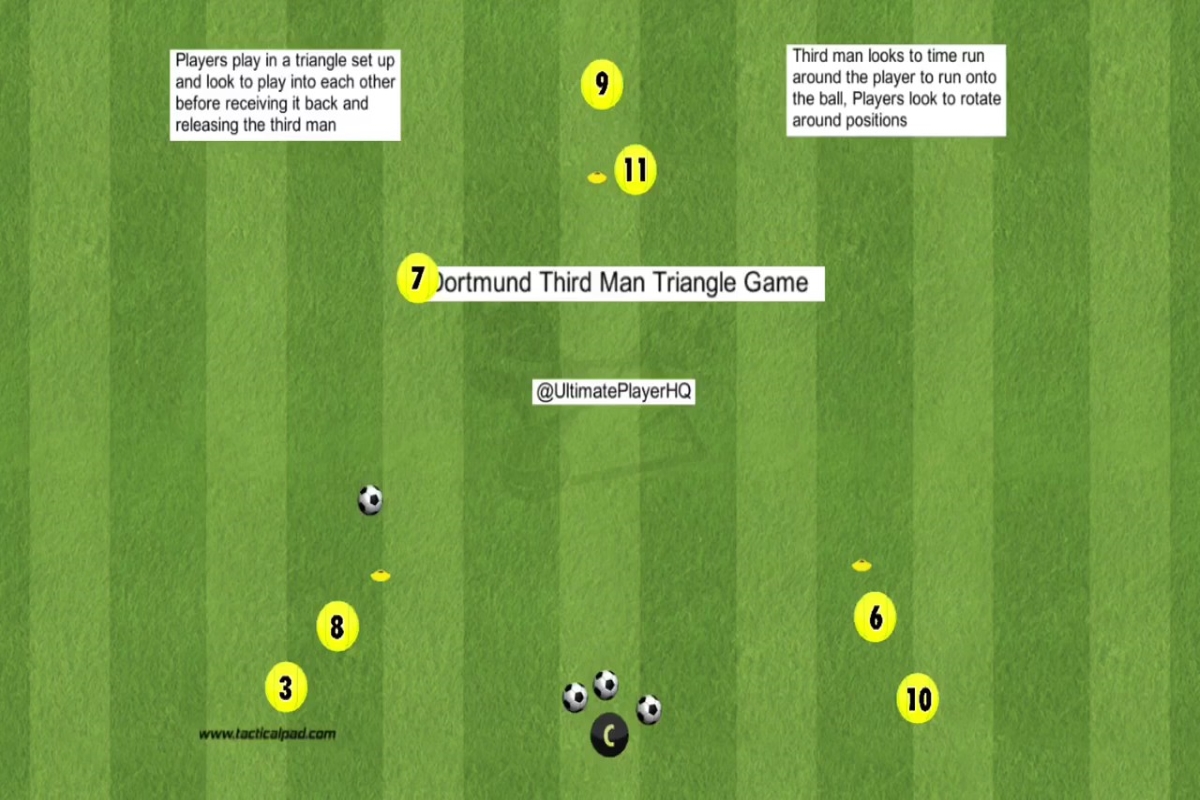 Players play in a triangle set up
and look to play into each other
before receiving it back and
releasing the third man
Third man looks to time run
around the player to run onto
the ball, Players look to rotate
around positions
9
11
7
Dortmund Third Man Triangle Game
@UltimatePlayerHQ
8
6
3
10
C
www.tacticalpad.com